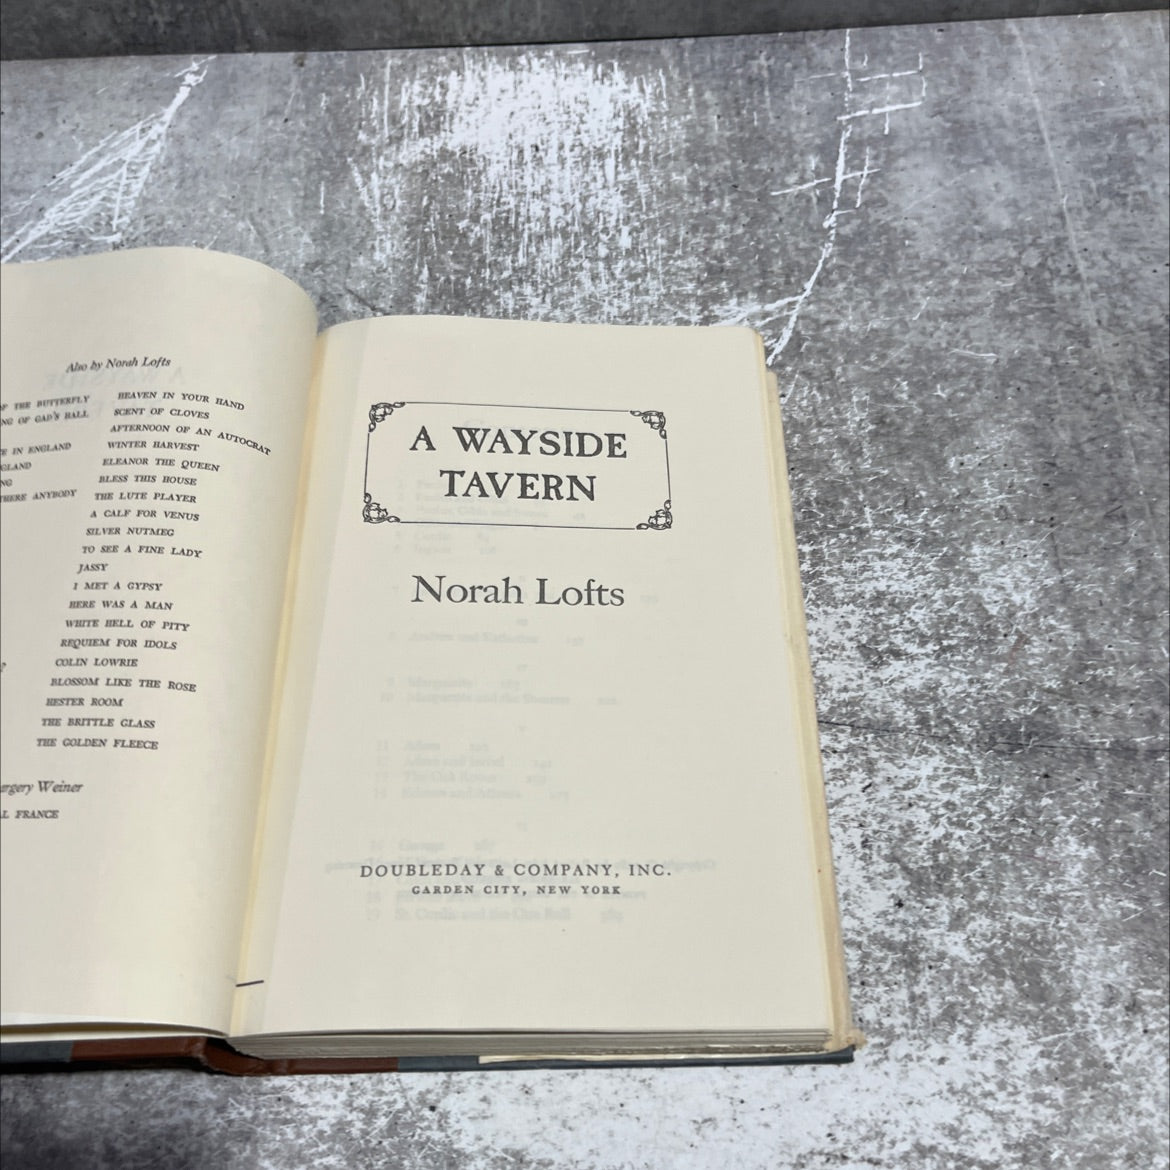 Also by Norah Lofts
F THE BUTTERFLY
NG OF GAD'S HALL
E IN ENGLAND
GLAND
NG
HERE ANYBODY
HEAVEN IN YOUR HAND
SCENT OF CLOVES
AFTERNOON OF AN AUTOCRAT
WINTER HARVEST
ELEANOR THE QUEEN
BLESS THIS HOUSE
THE LUTE PLAYER
A CALF FOR VENUS
SILVER NUTMEG
TO SEE A FINE LADY
JASSY
I MET A GYPSY
HERE WAS A MAN
WHITE HELL OF PITY
REQUIEM FOR IDOLS
COLIN LOWRIE
BLOSSOM LIKE THE ROSE
HESTER ROOM
THE BRITTLE GLASS
THE GOLDEN FLEECE
argery Weiner
L FRANCE
A WAYSIDE
TAVERN
Norah Lofts
DOUBLEDAY & COMPANY, INC.
GARDEN CITY, NEW YORK